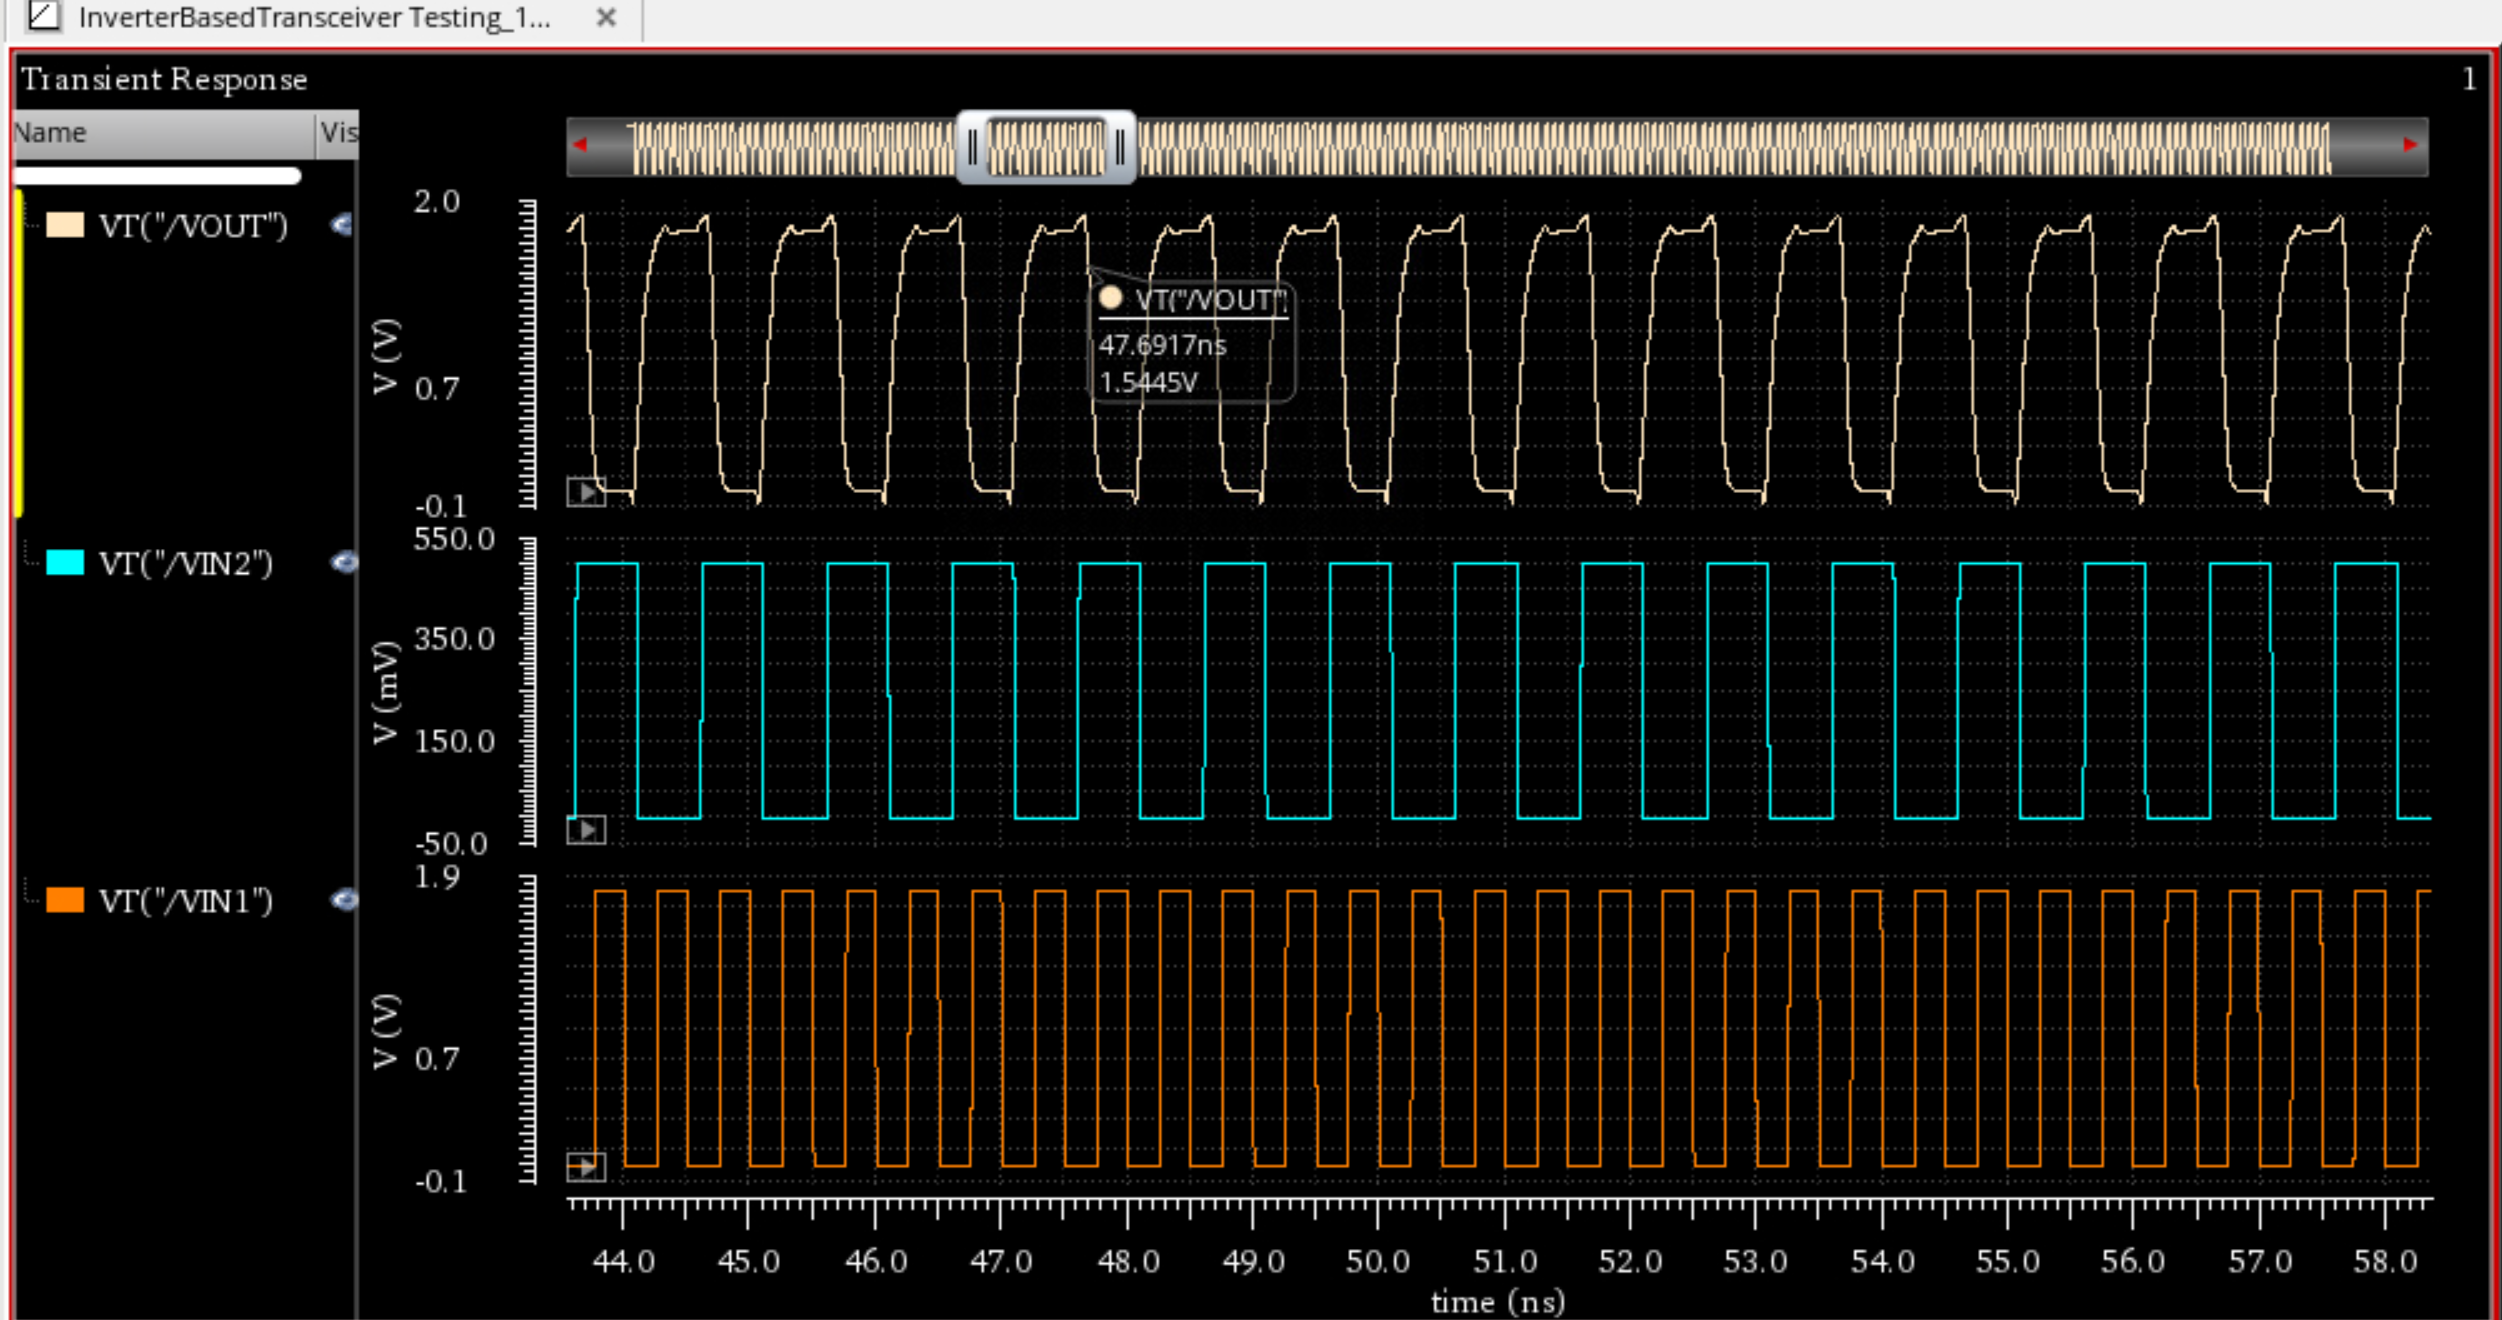 InverterBasedTransceiver Testing_1...
Transient Response
1
Name
Vis
VT("/VOUT")
VT("/VIN2")
VT("/VIN1")
2.0
0.7
-0.1
V (V)
VT("/VOUT")
47.6917ns
1.5445V
550.0
350.0
150.0
-50.0
V (mV)
1.9
0.7
-0.1
V (V)
44.0 45.0 46.0 47.0 48.0 49.0 50.0 51.0 52.0 53.0 54.0 55.0 56.0 57.0 58.0
time (ns)